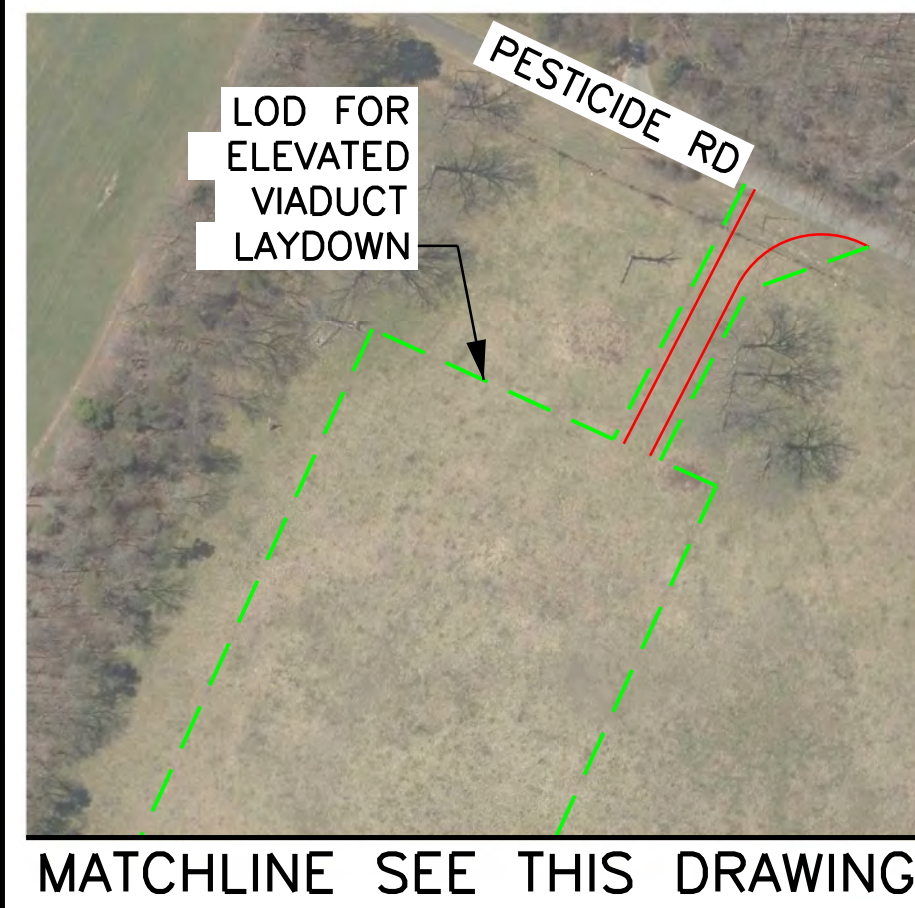 PESTICIDE RD
LOD FOR
ELEVATED
VIADUCT
LAYDOWN
MATCHLINE SEE THIS DRAWING